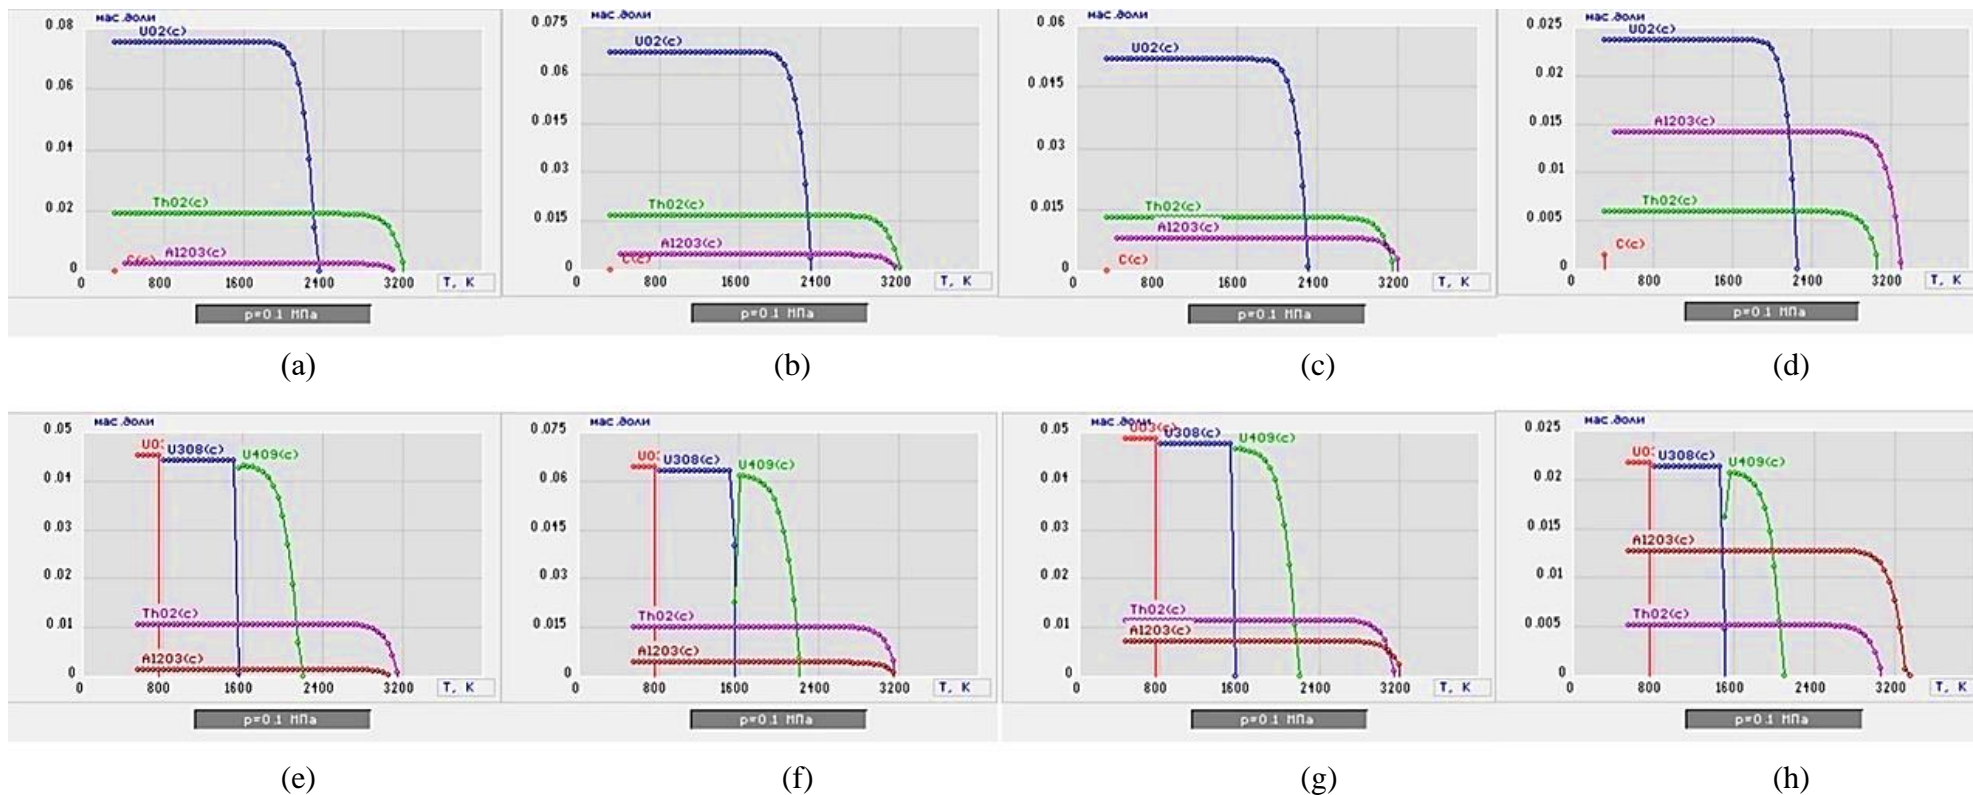 мас.доли
0.08
UO2(c)
0.06
0.04
0.02
ThO2(c)
Al2O3(c)
C(c)
0
800
1600
2400
3200
T, K
p=0.1 МПа
(a)
мас.доли
0.075
UO2(c)
0.06
0.045
0.03
0.015
ThO2(c)
Al2O3(c)
C(c)
0
800
1600
2400
3200
T, K
p=0.1 МПа
(b)
мас.доли
0.06
UO2(c)
0.045
0.03
0.015
ThO2(c)
Al2O3(c)
C(c)
0
800
1600
2400
3200
T, K
p=0.1 МПа
(c)
мас.доли
0.025
UO2(c)
0.02
0.015
Al2O3(c)
0.01
0.005
ThO2(c)
C(c)
0
800
1600
2400
3200
T, K
p=0.1 МПа
(d)
мас.доли
0.05
UO3
U3O8(c)
U4O9(c)
0.04
0.03
0.02
0.01
ThO2(c)
Al2O3(c)
0
0
800
1600
2400
3200
T, K
p=0.1 МПа
(e)
мас.доли
0.075
UO3
U3O8(c)
U4O9(c)
0.06
0.045
0.03
0.015
ThO2(c)
Al2O3(c)
0
0
800
1600
2400
3200
T, K
p=0.1 МПа
(f)
мас.доли
0.05
UO3(c)
U3O8(c)
U4O9(c)
0.04
0.03
0.02
0.01
ThO2(c)
Al2O3(c)
0
0
800
1600
2400
3200
T, K
p=0.1 МПа
(g)
мас.доли
0.025
UO3
U3O8(c)
U4O9(c)
0.02
0.015
Al2O3(c)
0.01
0.005
ThO2(c)
0
0
800
1600
2400
3200
T, K
p=0.1 МПа
(h)